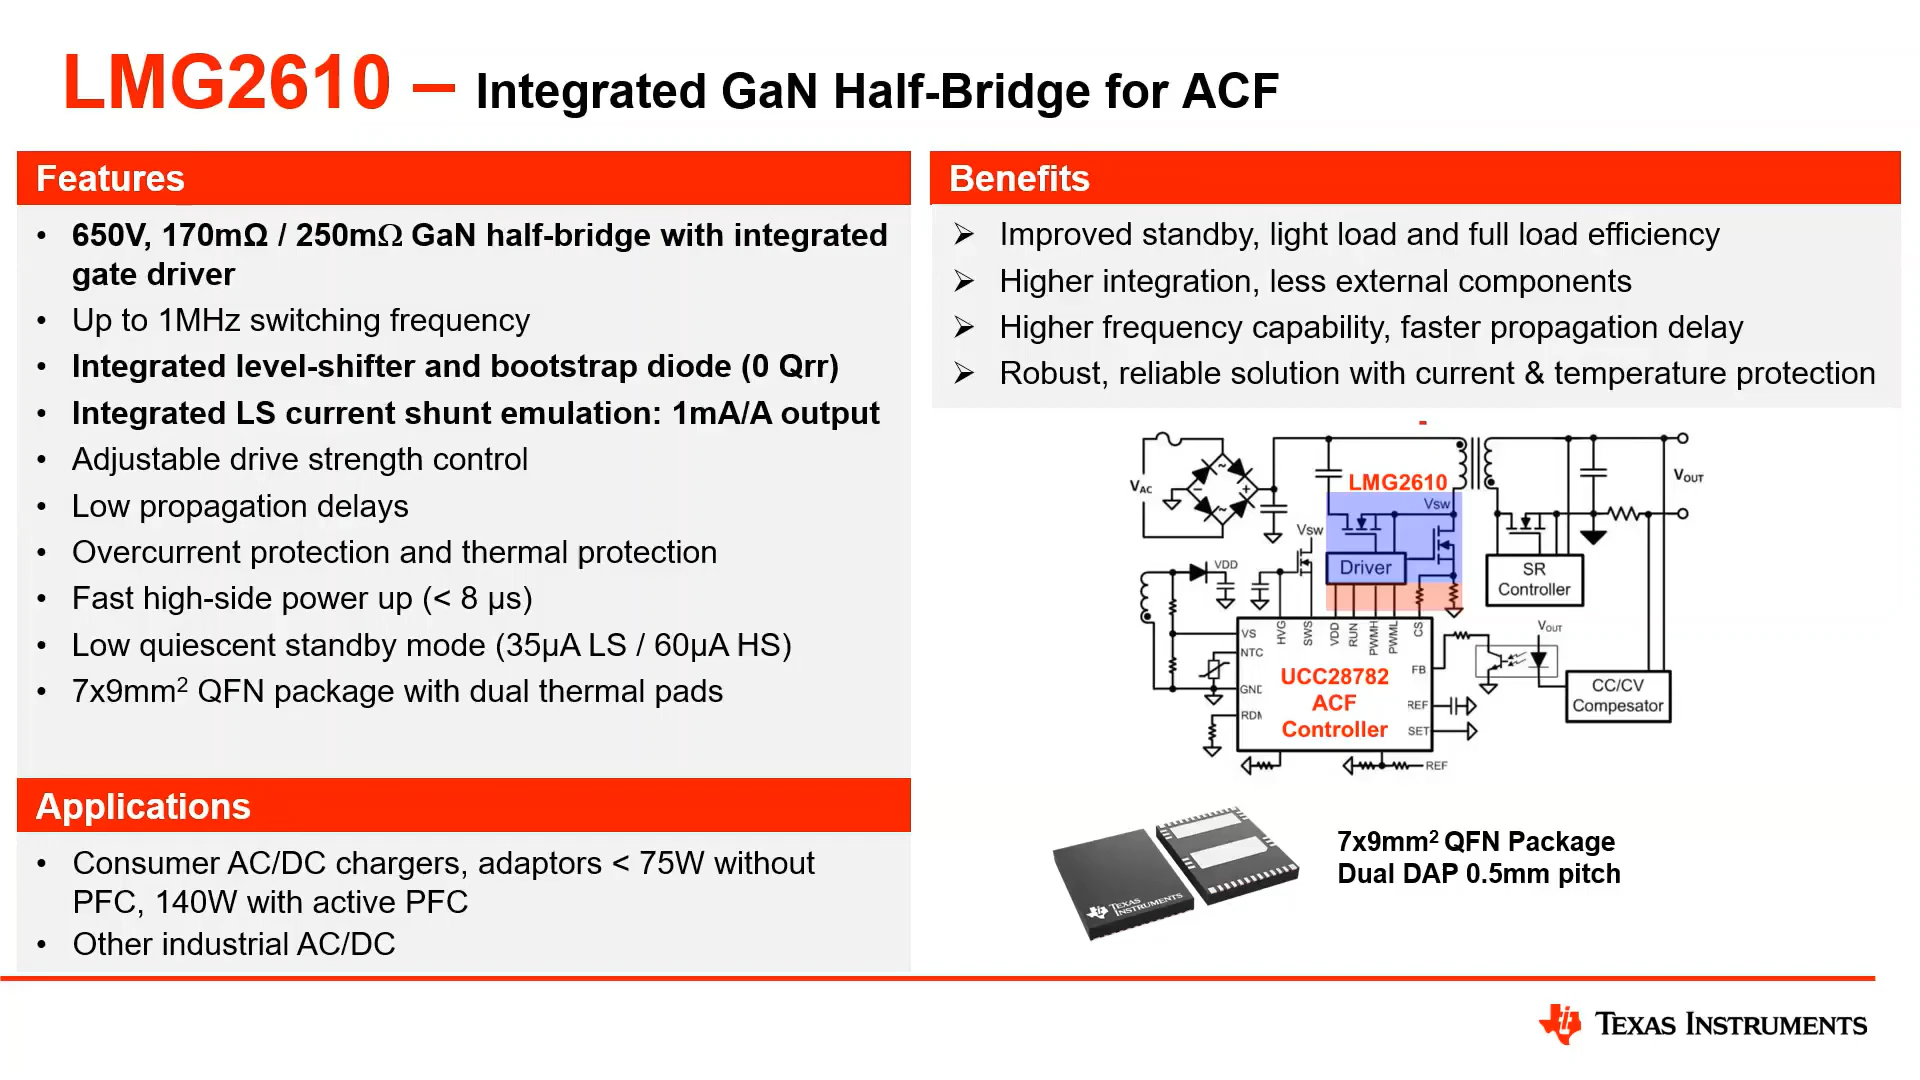 LMG2610 – Integrated GaN Half-Bridge for ACF
Features
• 650V, 170mΩ / 250mΩ GaN half-bridge with integrated
gate driver
• Up to 1MHz switching frequency
• Integrated level-shifter and bootstrap diode (0 Qrr)
• Integrated LS current shunt emulation: 1mA/A output
• Adjustable drive strength control
• Low propagation delays
• Overcurrent protection and thermal protection
• Fast high-side power up (< 8 µs)
• Low quiescent standby mode (35µA LS / 60µA HS)
• 7x9mm² QFN package with dual thermal pads
Applications
• Consumer AC/DC chargers, adaptors < 75W without
PFC, 140W with active PFC
• Other industrial AC/DC
Benefits
➢ Improved standby, light load and full load efficiency
➢ Higher integration, less external components
➢ Higher frequency capability, faster propagation delay
➢ Robust, reliable solution with current & temperature protection
-
VAC
~
~
-
+
LMG2610
Vsw
Vsw
Driver
VDD
SR
Controller
VOUT
VS
NTC
GND
RDM
HVG
SWS
VDD
RUN
PWMH
PWML
CS
FB
REF
SET
UCC28782
ACF
Controller
REF
VOUT
CC/CV
Compesator
TEXAS
INSTRUMENTS
7x9mm² QFN Package
Dual DAP 0.5mm pitch
TEXAS INSTRUMENTS